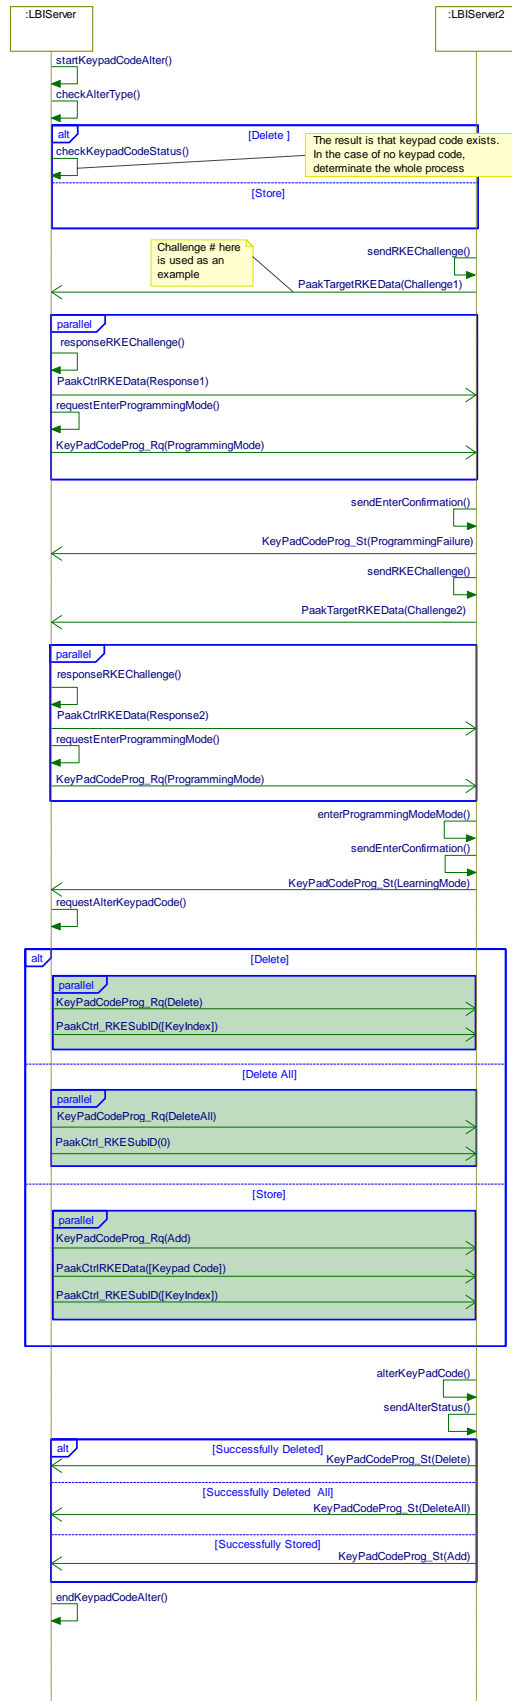 :LBIServer
:LBIServer2
startKeypadCodeAlter()
checkAlterType()
alt
[Delete ]
checkKeypadCodeStatus()
The result is that keypad code exists.
In the case of no keypad code,
determinate the whole process
[Store]
Challenge # here
is used as an
example
sendRKEChallenge()
PaakTargetRKEData(Challenge1)
parallel
responseRKEChallenge()
PaakCtrlRKEData(Response1)
requestEnterProgrammingMode()
KeyPadCodeProg_Rq(ProgrammingMode)
sendEnterConfirmation()
KeyPadCodeProg_St(ProgrammingFailure)
sendRKEChallenge()
PaakTargetRKEData(Challenge2)
parallel
responseRKEChallenge()
PaakCtrlRKEData(Response2)
requestEnterProgrammingMode()
KeyPadCodeProg_Rq(ProgrammingMode)
enterProgrammingModeMode()
sendEnterConfirmation()
KeyPadCodeProg_St(LearningMode)
requestAlterKeypadCode()
alt
[Delete]
parallel
KeyPadCodeProg_Rq(Delete)
PaakCtrl_RKESubID([KeyIndex])
[Delete All]
parallel
KeyPadCodeProg_Rq(DeleteAll)
PaakCtrl_RKESubID(0)
[Store]
parallel
KeyPadCodeProg_Rq(Add)
PaakCtrlRKEData([Keypad Code])
PaakCtrl_RKESubID([KeyIndex])
alterKeyPadCode()
sendAlterStatus()
alt
[Successfully Deleted]
KeyPadCodeProg_St(Delete)
[Successfully Deleted  All]
KeyPadCodeProg_St(DeleteAll)
[Successfully Stored]
KeyPadCodeProg_St(Add)
endKeypadCodeAlter()